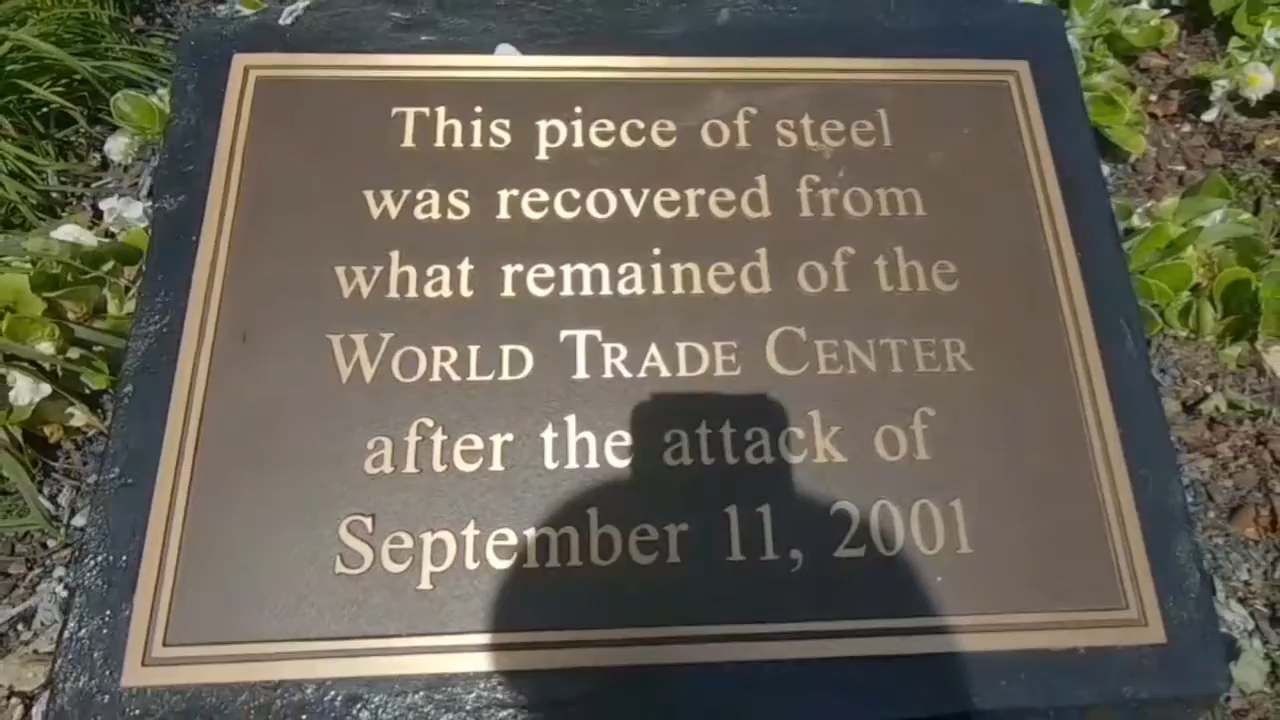 This piece of steel
was recovered from
what remained of the
WORLD TRADE CENTER
after the attack of
September 11, 2001